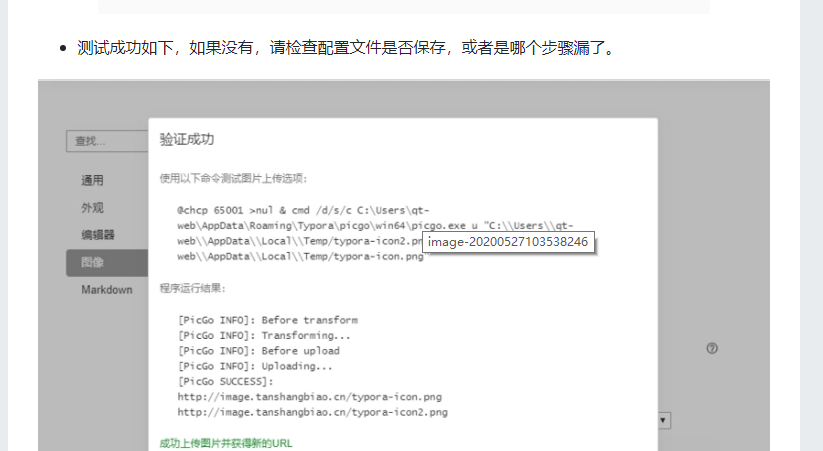 测试成功如下，如果没有，请检查配置文件是否保存，或者是哪个步骤漏了。
查找...
通用
外观
编辑器
图像
Markdown
验证成功
使用以下命令测试图片上传选项:
@chcp 65001 >nul & cmd /d/s/c C:\Users\qt-
web\AppData\Roaming\Typora\picgo\win64\picgo.exe u "C:\\Users\\qt-
web\\AppData\\Local\\Temp/typora-icon2.pn
image-20200527103538246
web\\AppData\\Local\\Temp/typora-icon.png"
程序运行结果:
[PicGo INFO]: Before transform
[PicGo INFO]: Transforming...
[PicGo INFO]: Before upload
[PicGo INFO]: Uploading...
[PicGo SUCCESS]:
http://image.tanshangbiao.cn/typora-icon.png
http://image.tanshangbiao.cn/typora-icon2.png
成功上传图片并获得新的URL